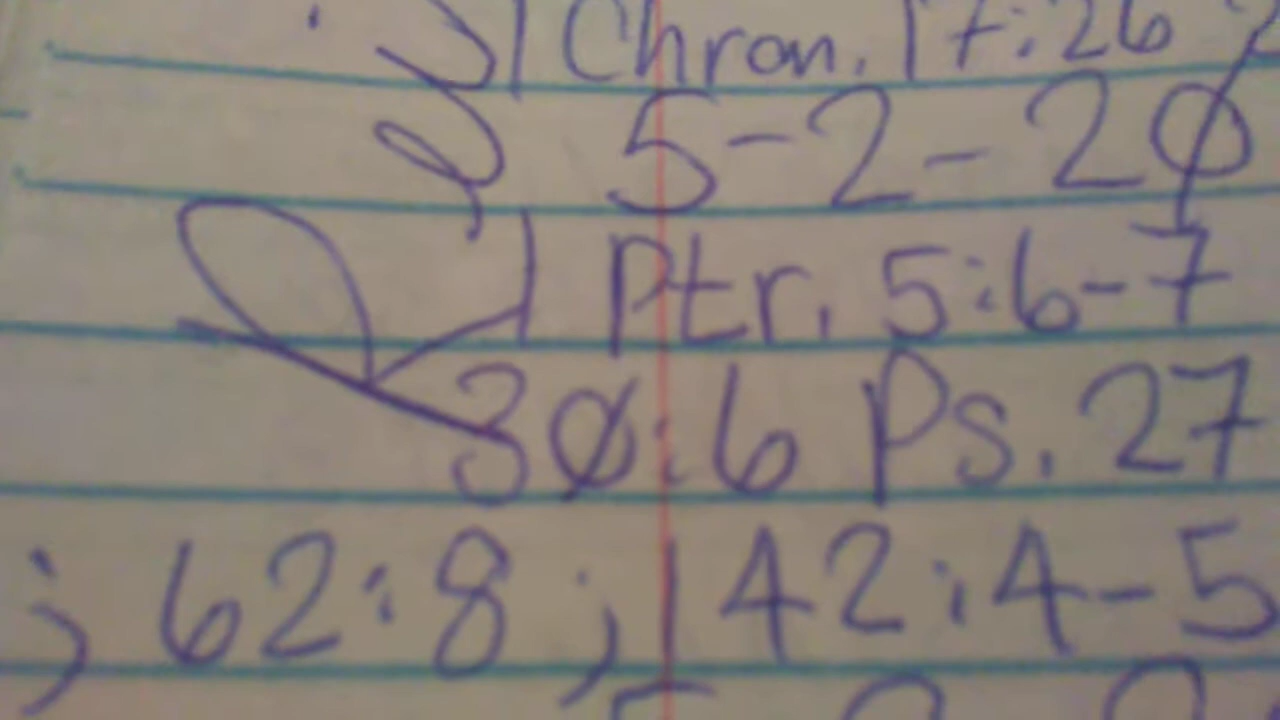 1 Chron. 17:26
5-2-20
1 Ptr. 5:6-7
30:6 Ps. 27
; 62:8; 142:4-5